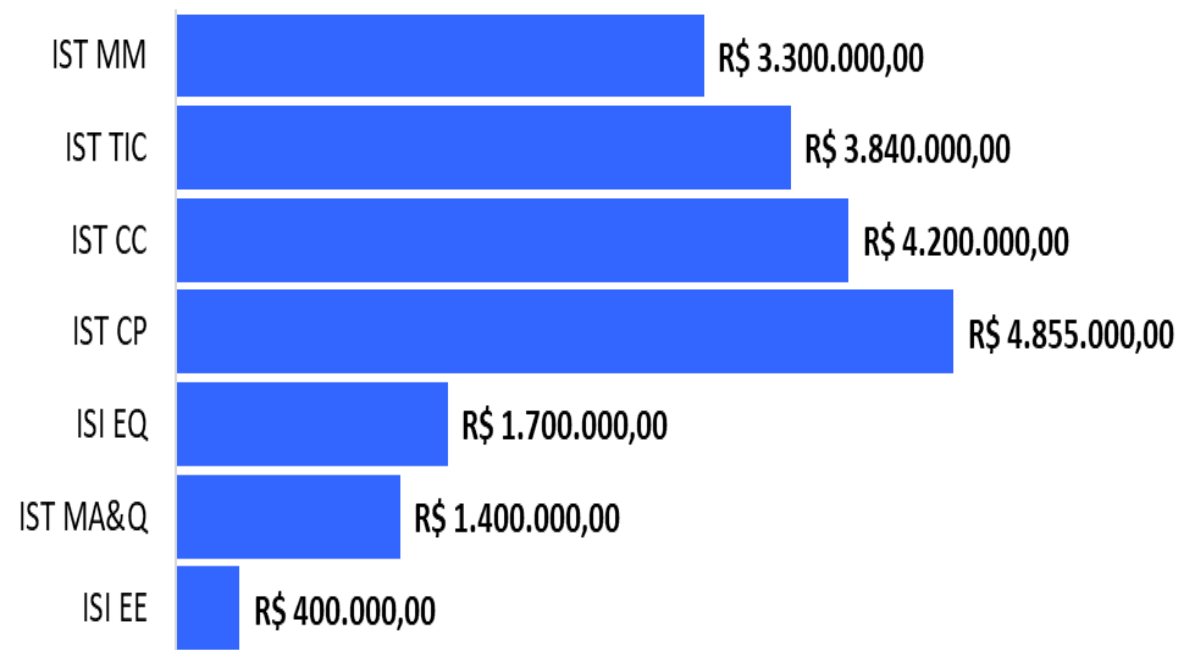 IST MM R$ 3.300.000,00
IST TIC R$ 3.840.000,00
IST CC R$ 4.200.000,00
IST CP R$ 4.855.000,00
ISI EQ R$ 1.700.000,00
IST MA&Q R$ 1.400.000,00
ISI EE R$ 400.000,00